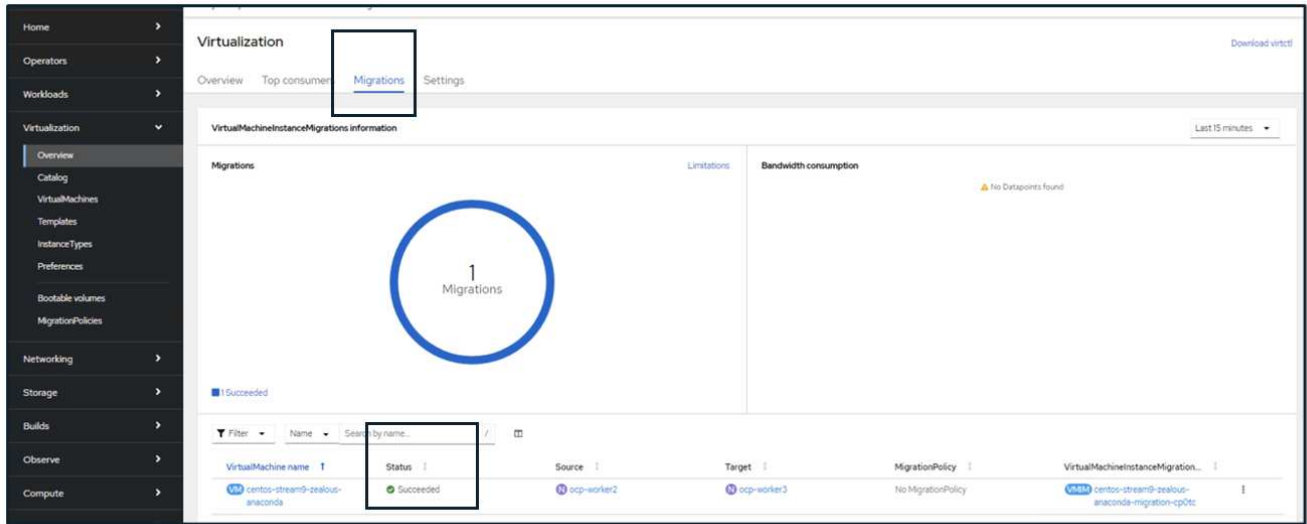 Home
Operators
Workloads
Virtualization
Overview
Catalog
VirtualMachines
Templates
InstanceTypes
Preferences
Bootable volumes
MigrationPolicies
Networking
Storage
Builds
Observe
Compute
Virtualization
Download virtctl
Overview Top consumers Migrations Settings
VirtualMachineInstanceMigrations information
Last 15 minutes
Migrations
Limitations
1
Migrations
1 Succeeded
Bandwidth consumption
No Datapoints found
Filter Name Search by name... /
VirtualMachine name Status Source Target MigrationPolicy VirtualMachineInstanceMigration...
VM centos-stream9-zealous-
anaconda
Succeeded
N ocp-worker2
N ocp-worker3
No MigrationPolicy
VMIM centos-stream9-zealous-
anaconda-migration-cp0tc